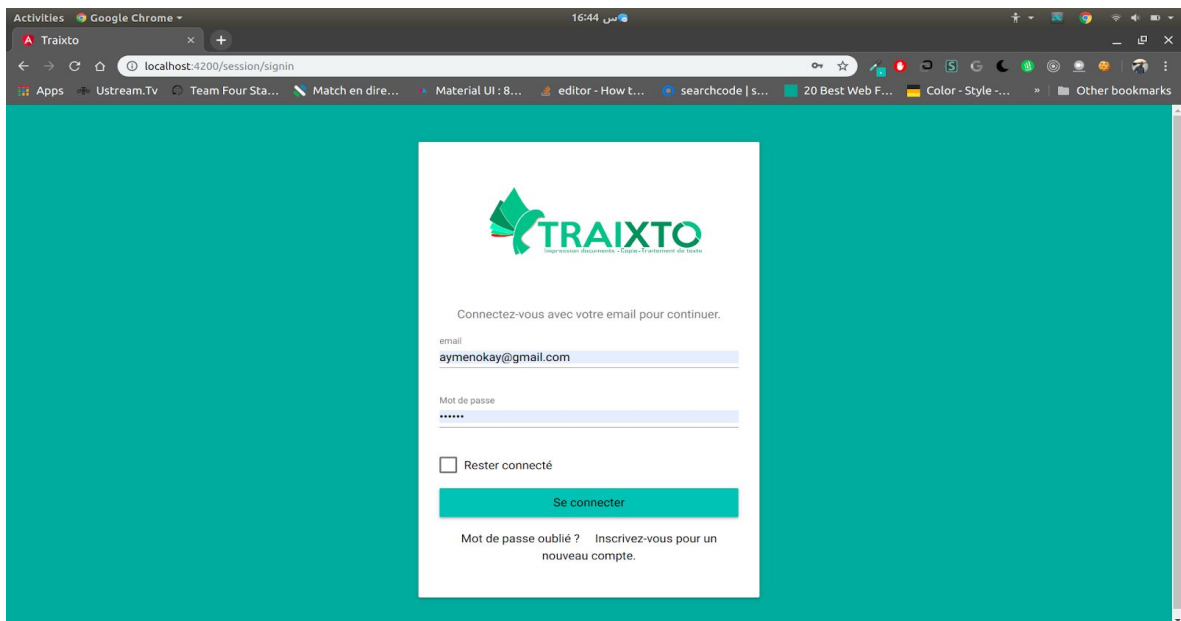 Activities Google Chrome ▾ 16:44 س
Traixto
localhost:4200/session/signin
Apps Ustream.Tv Team Four Sta... Match en dire... Material UI : 8... editor - How t... searchcode | s... 20 Best Web F... Color - Style -... » Other bookmarks
TRAIXTO
Impression documents - Copie - Traitement de texte
Connectez-vous avec votre email pour continuer.
email
aymenokay@gmail.com
Mot de passe
••••••
Rester connecté
Se connecter
Mot de passe oublié ? Inscrivez-vous pour un
nouveau compte.